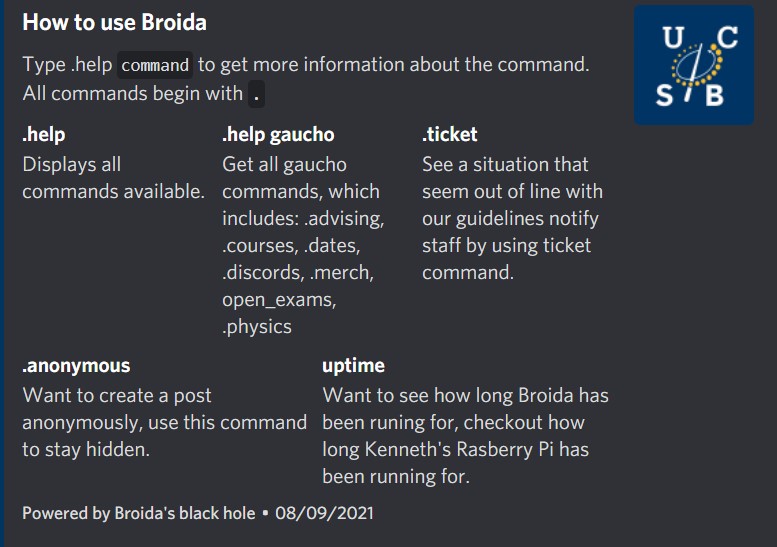 How to use Broida
Type .help command to get more information about the command.
All commands begin with .
U C
S B
.help
Displays all
commands available.
.help gaucho
Get all gaucho
commands, which
includes: .advising,
.courses, .dates,
.discords, .merch,
open_exams,
.physics
.ticket
See a situation that
seem out of line with
our guidelines notify
staff by using ticket
command.
.anonymous
Want to create a post
anonymously, use this command
to stay hidden.
uptime
Want to see how long Broida has
been runing for, checkout how
long Kenneth's Rasberry Pi has
been running for.
Powered by Broida's black hole • 08/09/2021